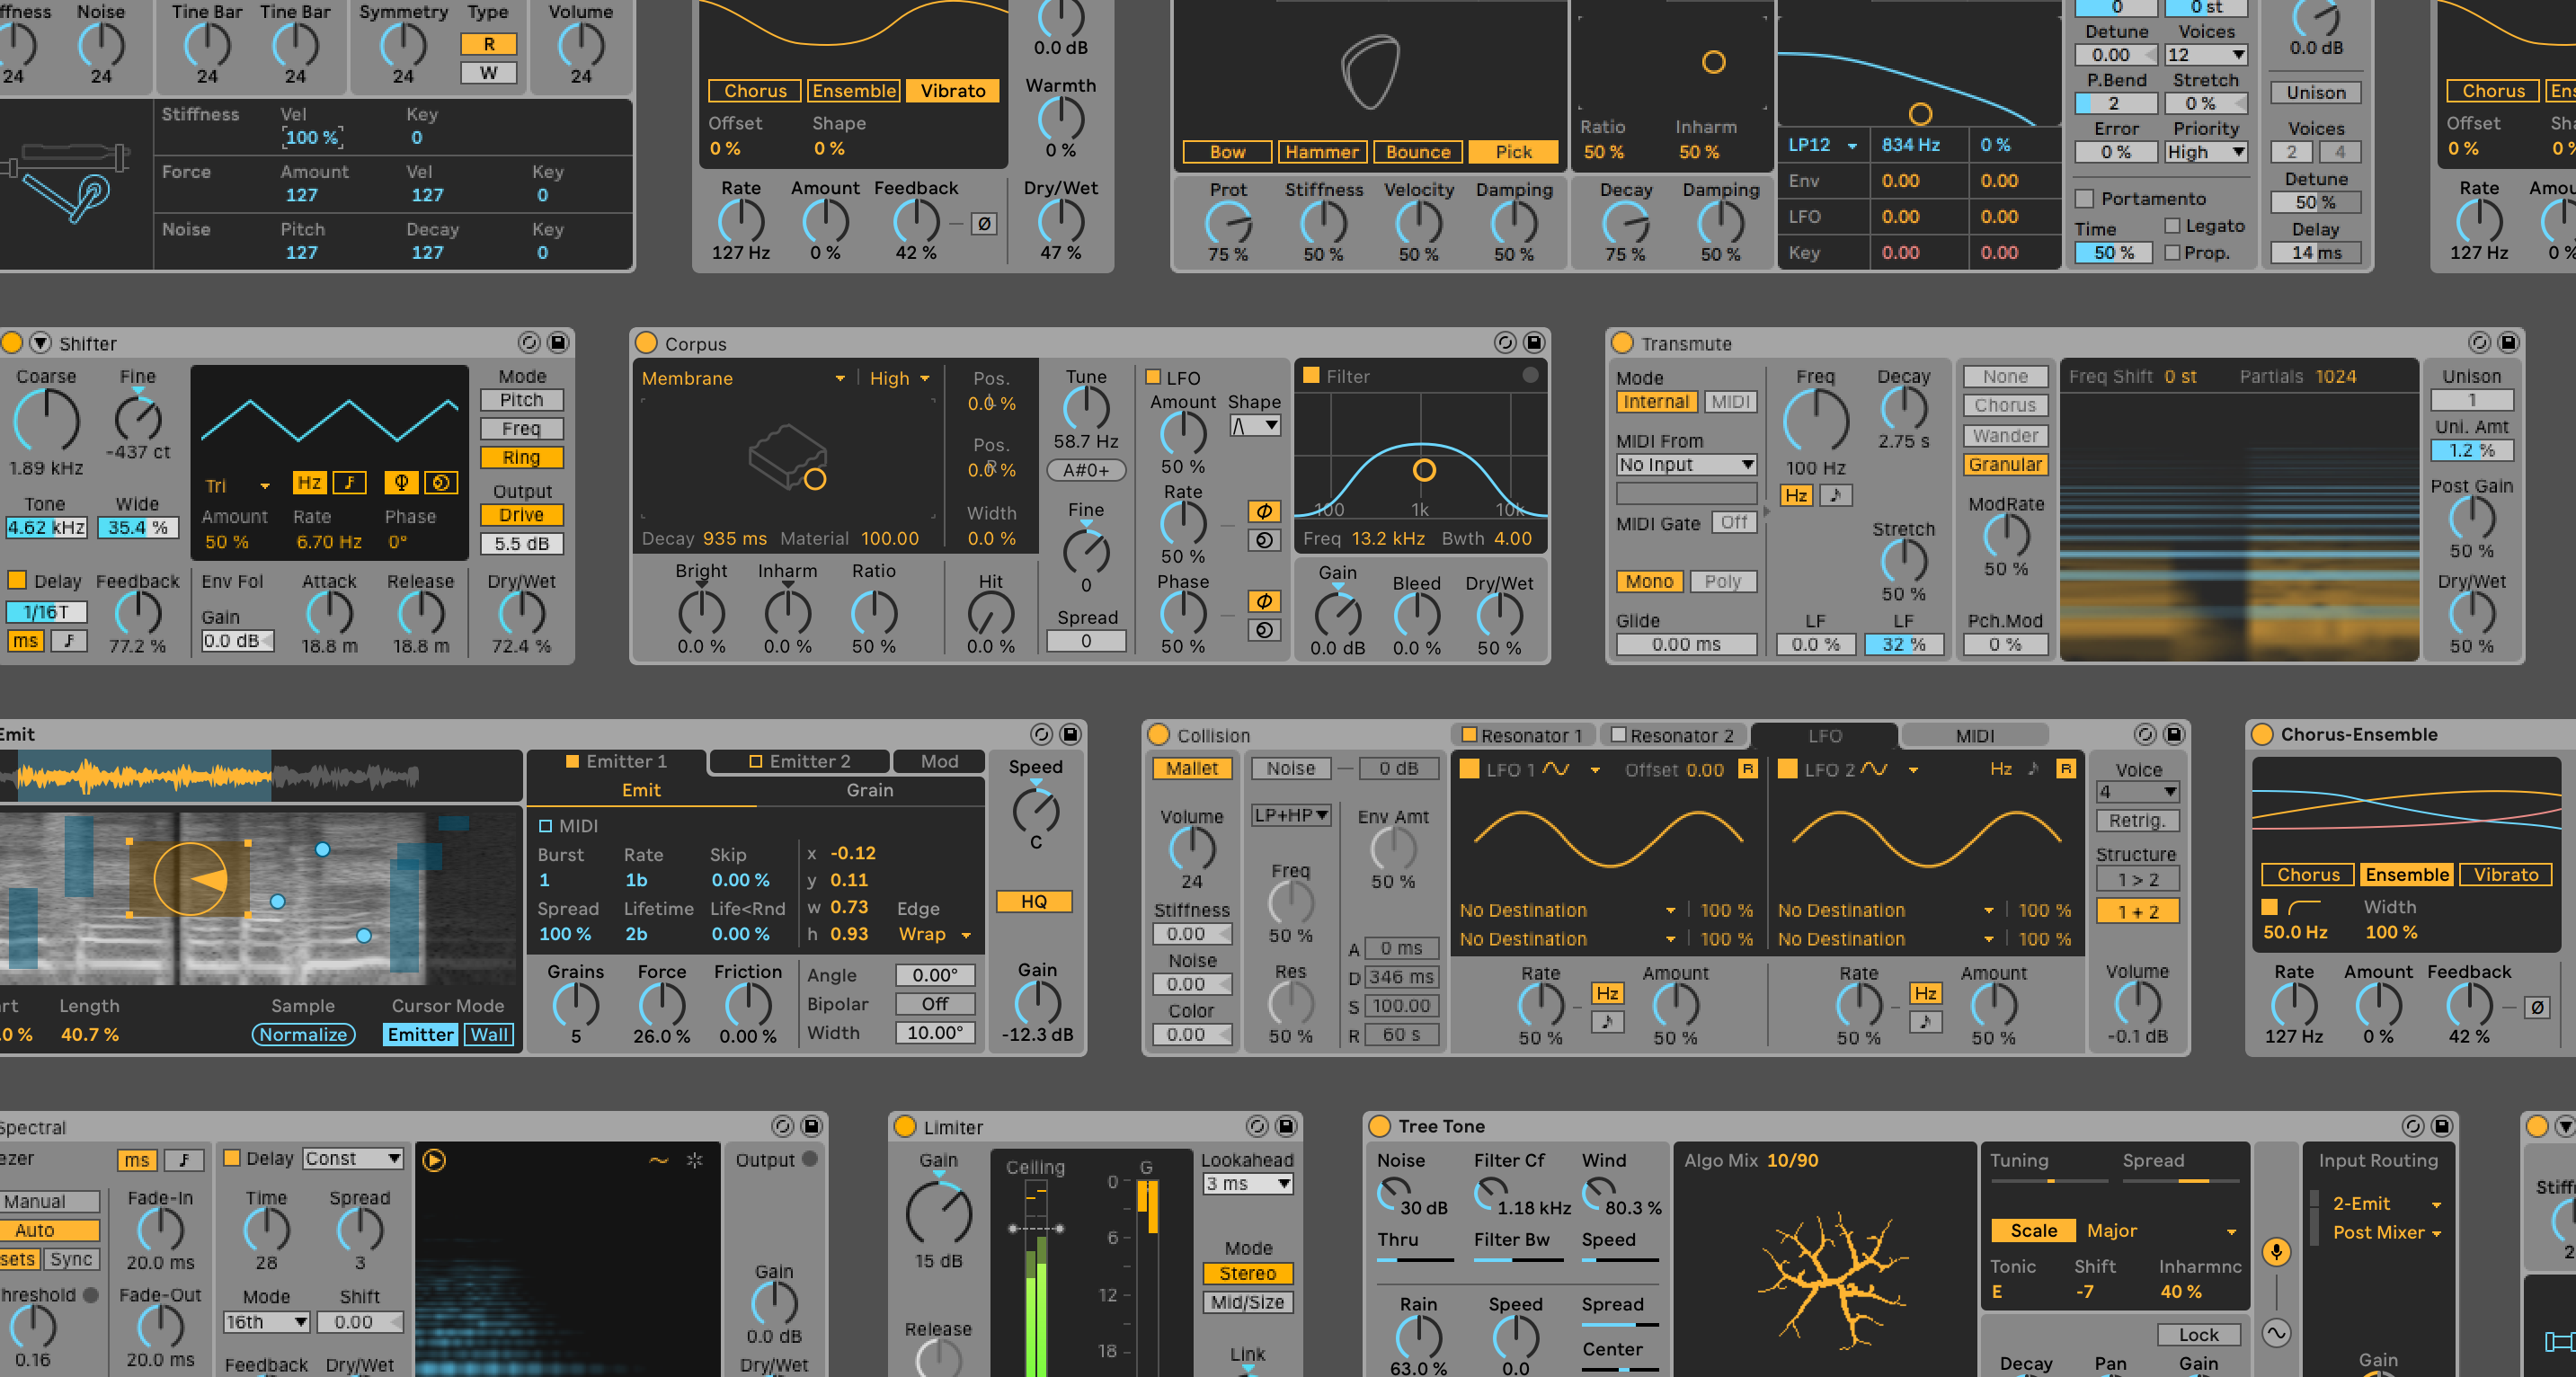 Noise
Tine Bar
Tine Bar
Symmetry
Type
Volume
R
W
24
24
24
24
24
24
Stiffness
Vel
Key
100 %
0
Force
Amount
Vel
Key
127
127
0
Noise
Pitch
Decay
Key
127
127
0
Chorus
Ensemble
Vibrato
Offset
Shape
0 %
0 %
Rate
Amount
Feedback
127 Hz
0 %
42 %
Ø
0.0 dB
Warmth
0 %
Dry/Wet
47 %
Bow
Hammer
Bounce
Pick
Prot
Stiffness
Velocity
Damping
75 %
50 %
50 %
50 %
Ratio
Inharm
50 %
50 %
Decay
Damping
75 %
50 %
LP12
834 Hz
0 %
Env
0.00
0.00
LFO
0.00
0.00
Key
0.00
0.00
0
0 st
Detune
Voices
0.00
12
P.Bend
Stretch
2
0 %
Error
Priority
0 %
High
Portamento
Time
Legato
50 %
Prop.
0.0 dB
Unison
Voices
2
4
Detune
50 %
Delay
14 ms
Chorus
Offset
0 %
Rate
127 Hz
Shifter
Coarse
Fine
1.89 kHz
-437 ct
Tone
Wide
4.62 kHz
35.4 %
Delay
Feedback
1/16T
ms
77.2 %
Tri
Hz
Amount
Rate
Phase
50 %
6.70 Hz
0°
Env Fol
Attack
Release
Gain
0.0 dB
18.8 m
18.8 m
Mode
Pitch
Freq
Ring
Output
Drive
5.5 dB
Dry/Wet
72.4 %
Corpus
Membrane
High
Pos.
0.0 %
Pos.
0.0 %
Width
0.0 %
Decay
935 ms
Material
100.00
Bright
Inharm
Ratio
Hit
0.0 %
0.0 %
50 %
0.0 %
Tune
58.7 Hz
A#0+
Fine
0
Spread
0
LFO
Amount
Shape
50 %
Rate
50 %
Phase
50 %
Filter
100
1k
10k
Freq
13.2 kHz
Bwth
4.00
Gain
Bleed
Dry/Wet
0.0 dB
0.0 %
50 %
Transmute
Mode
Internal
MIDI
MIDI From
No Input
MIDI Gate
Off
Mono
Poly
Glide
0.00 ms
Freq
Decay
100 Hz
2.75 s
Hz
Stretch
50 %
LF
LF
0.0 %
32 %
None
Chorus
Wander
Granular
ModRate
50 %
Pch.Mod
0 %
Freq Shift
0 st
Partials
1024
Unison
1
Uni. Amt
1.2 %
Post Gain
50 %
Dry/Wet
50 %
Emit
Length
.0 %
40.7 %
Sample
Normalize
Cursor Mode
Emitter
Wall
Emitter 1
Emitter 2
Mod
Emit
Grain
MIDI
Burst
Rate
Skip
1
1b
0.00 %
Spread
Lifetime
Life<Rnd
100 %
2b
0.00 %
x
-0.12
y
0.11
w
0.73
h
0.93
Edge
Wrap
Grains
Force
Friction
5
26.0 %
0.00 %
Angle
0.00°
Bipolar
Off
Width
10.00°
Speed
C
HQ
Gain
-12.3 dB
Collision
Resonator 1
Resonator 2
LFO
MIDI
Mallet
Volume
24
Stiffness
0.00
Noise
0.00
Color
0.00
Noise
0 dB
LP+HP
Env Amt
Freq
50 %
50 %
Res
50 %
A
0 ms
D
346 ms
S
100.00
R
60 s
LFO 1
Offset
0.00
R
No Destination
100 %
No Destination
100 %
Rate
Hz
Amount
50 %
50 %
LFO 2
Hz
R
No Destination
100 %
No Destination
100 %
Rate
Hz
Amount
50 %
50 %
Voice
4
Retrig.
Structure
1 > 2
1 + 2
Volume
-0.1 dB
Chorus-Ensemble
Chorus
Ensemble
Vibrato
Width
50.0 Hz
100 %
Rate
Amount
Feedback
127 Hz
0 %
42 %
Ø
Spectral
ms
Manual
Auto
Sync
0.16
Fade-In
20.0 ms
Fade-Out
20.0 ms
Delay
Const
Time
Spread
28
3
Mode
Shift
16th
0.00
Feedback
Dry/Wet
Output
Gain
0.0 dB
Dry/Wet
Limiter
Gain
15 dB
Release
Ceiling
G
0
6
12
18
Lookahead
3 ms
Mode
Stereo
Mid/Size
Link
Tree Tone
Noise
Filter Cf
Wind
30 dB
1.18 kHz
80.3 %
Thru
Filter Bw
Speed
Rain
Speed
Spread
63.0 %
0.0
Center
Algo Mix
10/90
Tuning
Spread
Scale
Major
Tonic
Shift
Inharmnc
E
-7
40 %
Lock
Decay
Pan
Gain
Input Routing
2-Emit
Post Mixer
Gain